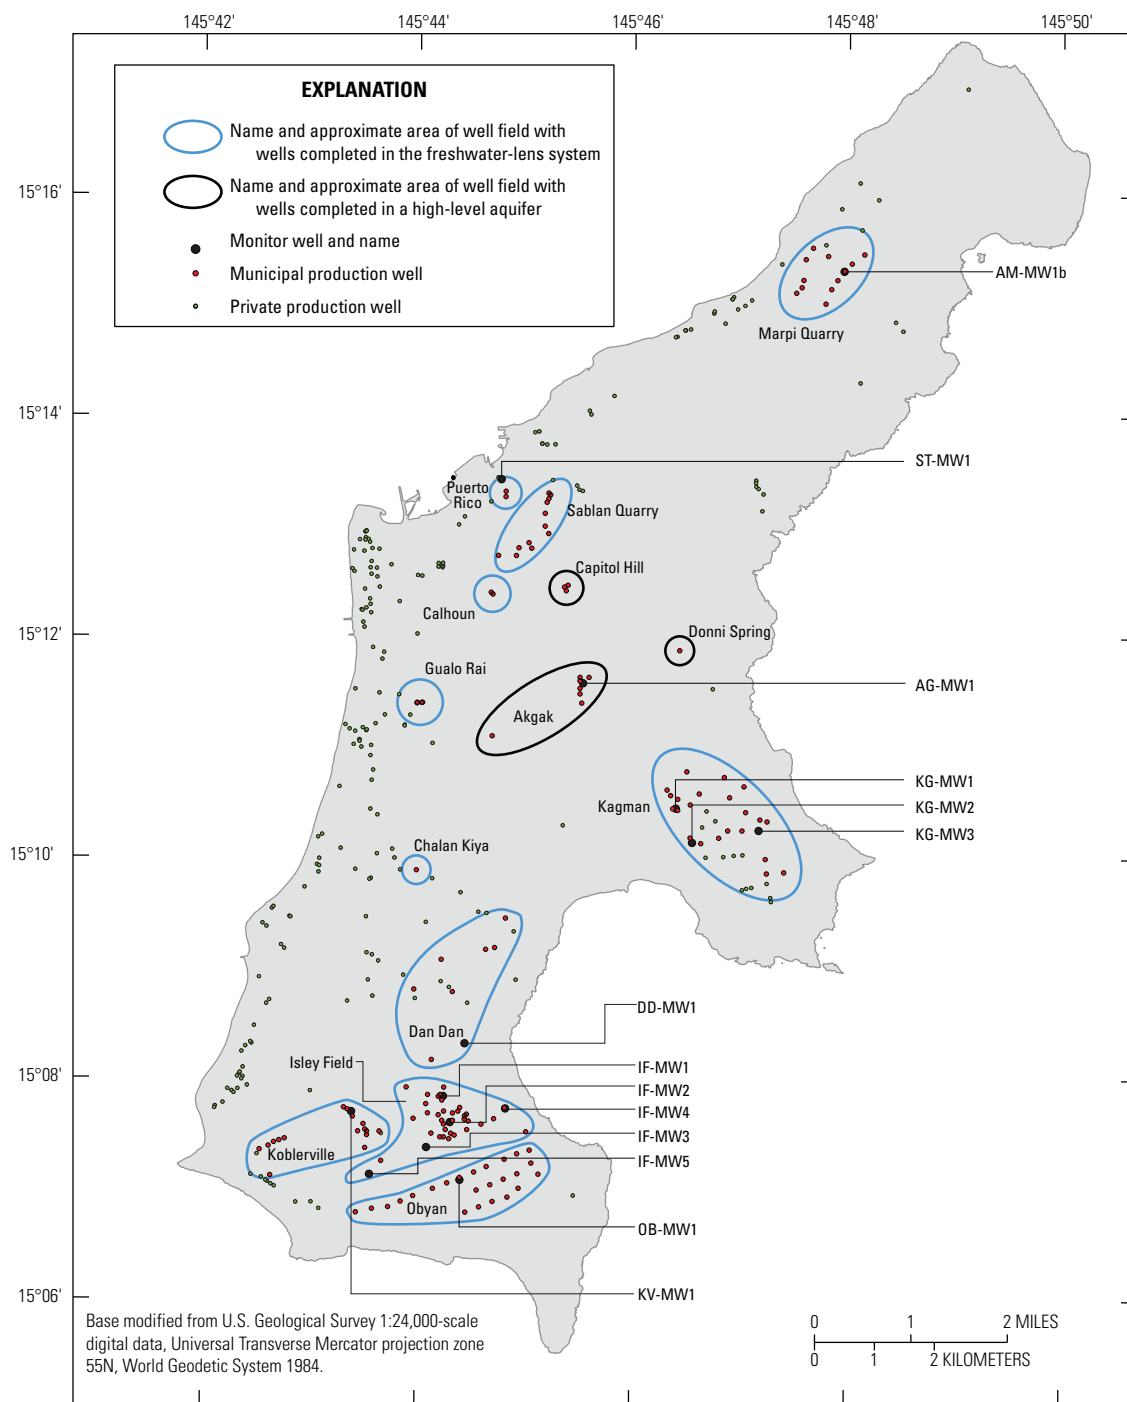 145°42'
145°44'
145°46'
145°48'
145°50'
EXPLANATION
Name and approximate area of well field with
wells completed in the freshwater-lens system
Name and approximate area of well field with
wells completed in a high-level aquifer
Monitor well and name
Municipal production well
Private production well
15°16'
AM-MW1b
Marpi Quarry
15°14'
ST-MW1
Puerto
Rico
Sablan Quarry
Capitol Hill
Calhoun
15°12'
Donni Spring
Gualo Rai
AG-MW1
Akgak
KG-MW1
Kagman
KG-MW2
KG-MW3
Chalan Kiya
15°10'
DD-MW1
Dan Dan
Isley Field
IF-MW1
15°08'
IF-MW2
IF-MW4
IF-MW3
Koblerville
IF-MW5
Obyan
OB-MW1
15°06'
KV-MW1
Base modified from U.S. Geological Survey 1:24,000-scale
digital data, Universal Transverse Mercator projection zone
55N, World Geodetic System 1984.
0 1 2 MILES
0 1 2 KILOMETERS